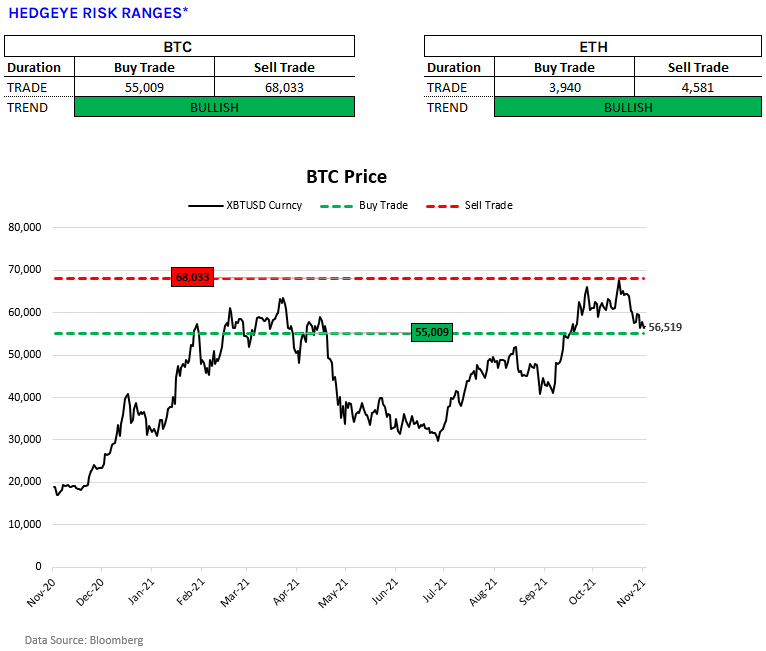 HEDGEYE RISK RANGES*
BTC
Duration Buy Trade Sell Trade
TRADE 55,009 68,033
TREND BULLISH
ETH
Duration Buy Trade Sell Trade
TRADE 3,940 4,581
TREND BULLISH
BTC Price
XBTUSD Curncy Buy Trade Sell Trade
80,000
70,000
60,000
50,000
40,000
30,000
20,000
10,000
0
68,033
55,009
56,519
Nov-20 Dec-20 Jan-21 Feb-21 Mar-21 Apr-21 May-21 Jun-21 Jul-21 Aug-21 Sep-21 Oct-21 Nov-21
Data Source: Bloomberg